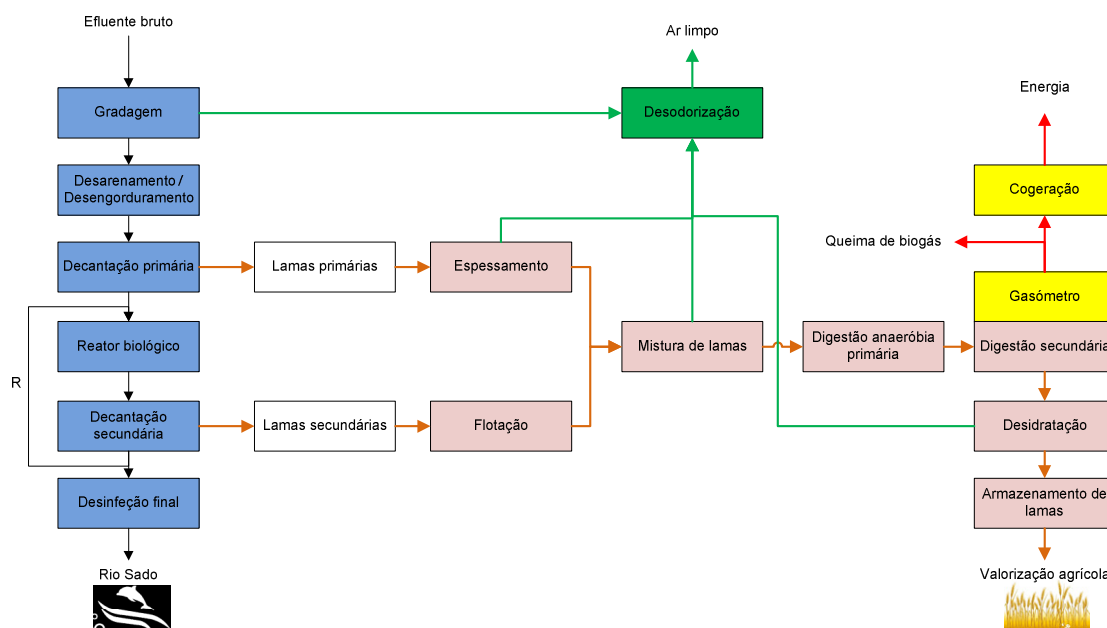 Efluente bruto
Ar limpo
Energia
Gradagem
Desodorização
Desarenamento /
Desengorduramento
Cogeração
Queima de biogás
Decantação primária
Lamas primárias
Espessamento
Gasómetro
Reator biológico
Mistura de lamas
Digestão anaeróbia
primária
Digestão secundária
R
Decantação
secundária
Lamas secundárias
Flotação
Desidratação
Desinfeção final
Armazenamento de
lamas
Rio Sado
Valorização agrícola